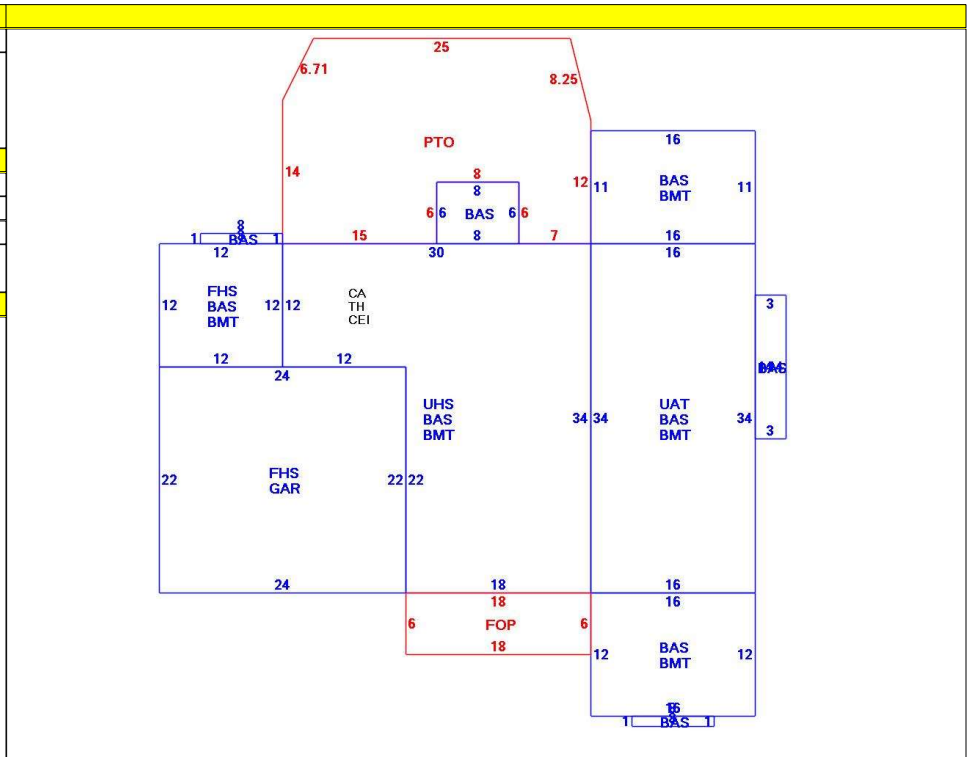 25
6.71
8.25
PTO
16
14
8
12 11
BAS
BMT
11
8
6 6
BAS
6 6
8
1
BAS
1
15
8
7
16
12
30
16
12
FHS
BAS
BMT
12 12
CA
TH
CEI
3
12
12
24
BAS
UHS
BAS
BMT
34 34
UAT
BAS
BMT
34
3
22
FHS
GAR
22 22
24
18
16
18
16
6
FOP
6
18
12
BAS
BMT
12
16
1
BAS
1